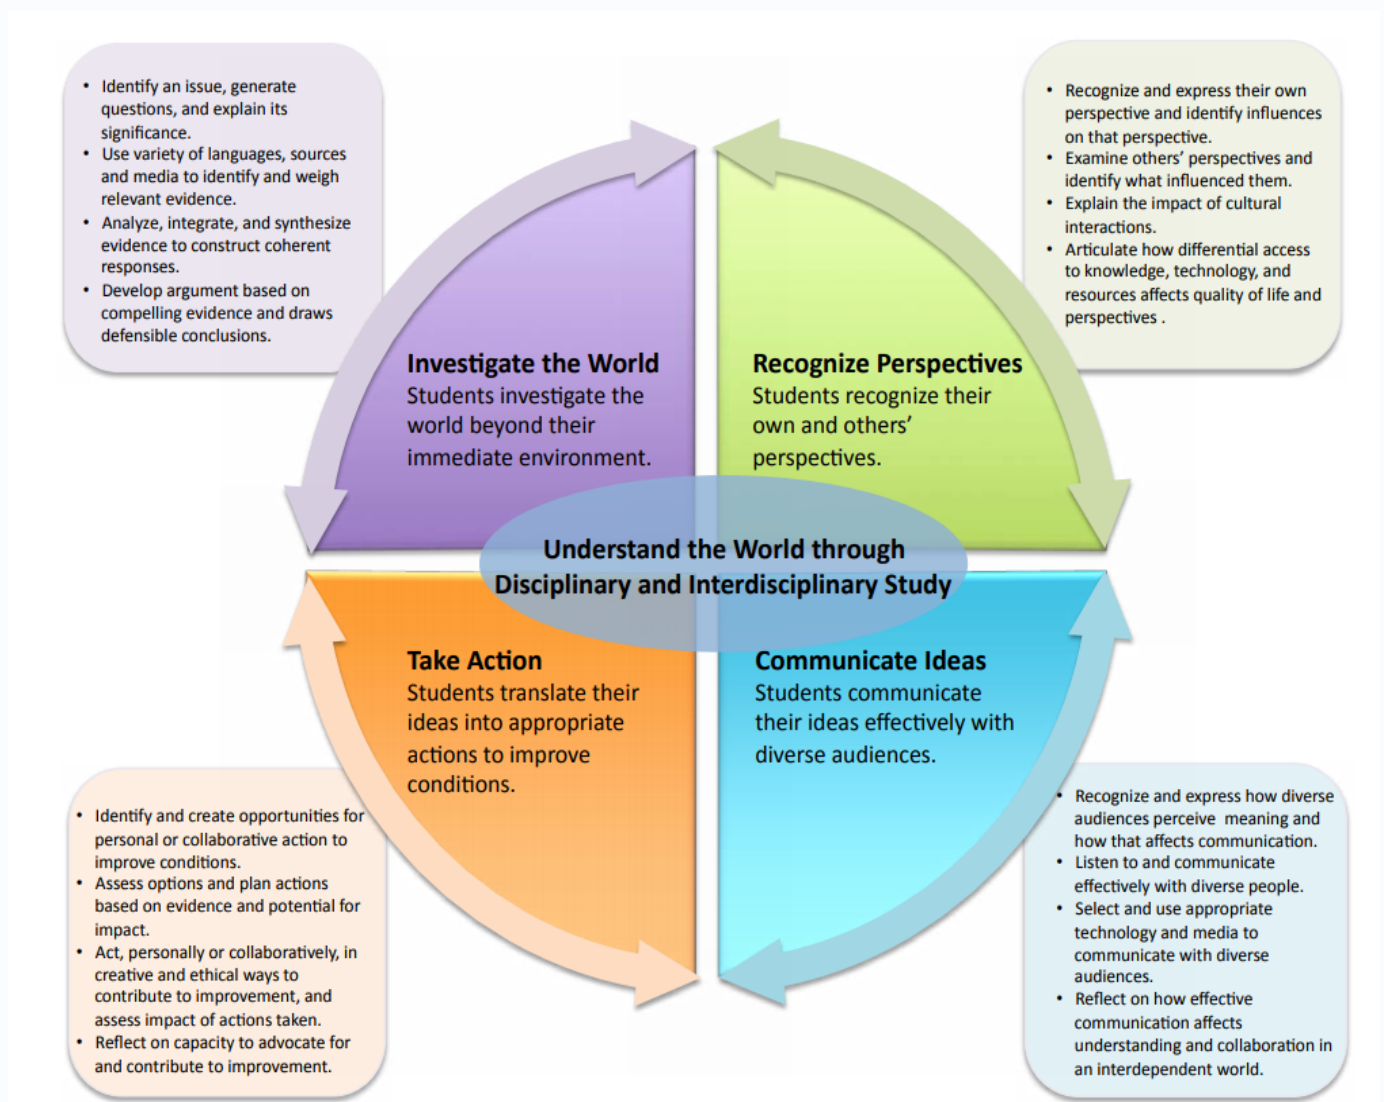 • Identify an issue, generate
questions, and explain its
significance.
• Use variety of languages, sources
and media to identify and weigh
relevant evidence.
• Analyze, integrate, and synthesize
evidence to construct coherent
responses.
• Develop argument based on
compelling evidence and draws
defensible conclusions.
• Recognize and express their own
perspective and identify influences
on that perspective.
• Examine others' perspectives and
identify what influenced them.
• Explain the impact of cultural
interactions.
• Articulate how differential access
to knowledge, technology, and
resources affects quality of life and
perspectives .
Investigate the World
Students investigate the
world beyond their
immediate environment.
Recognize Perspectives
Students recognize their
own and others'
perspectives.
Understand the World through
Disciplinary and Interdisciplinary Study
Take Action
Students translate their
ideas into appropriate
actions to improve
conditions.
Communicate Ideas
Students communicate
their ideas effectively with
diverse audiences.
• Identify and create opportunities for
personal or collaborative action to
improve conditions.
• Assess options and plan actions
based on evidence and potential for
impact.
• Act, personally or collaboratively, in
creative and ethical ways to
contribute to improvement, and
assess impact of actions taken.
• Reflect on capacity to advocate for
and contribute to improvement.
• Recognize and express how diverse
audiences perceive meaning and
how that affects communication.
• Listen to and communicate
effectively with diverse people.
• Select and use appropriate
technology and media to
communicate with diverse
audiences.
• Reflect on how effective
communication affects
understanding and collaboration in
an interdependent world.